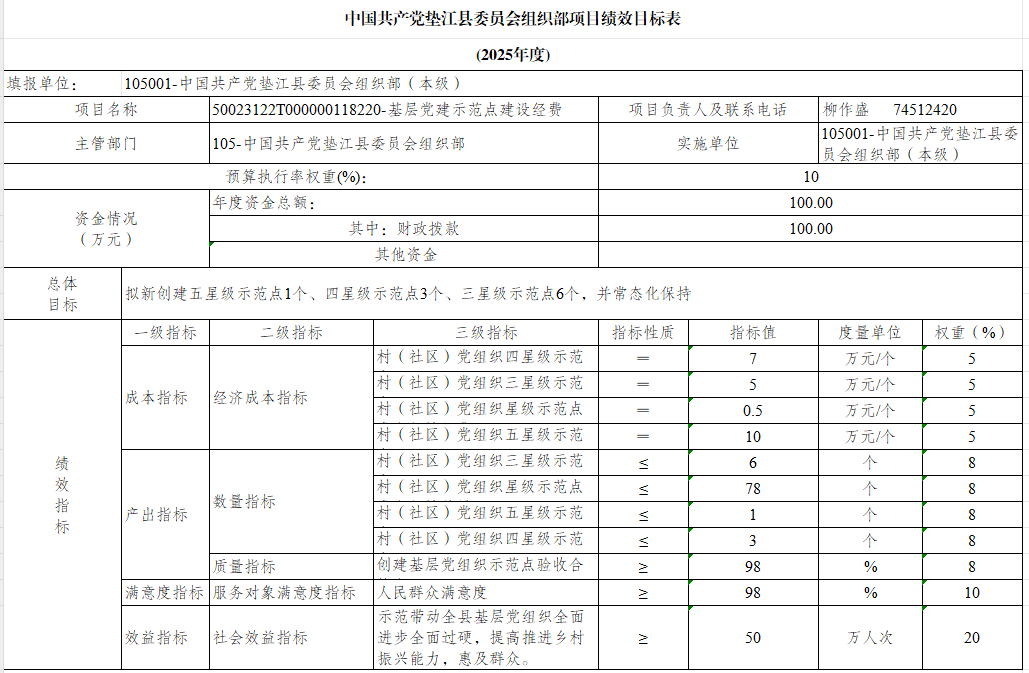 中国共产党垫江县委员会组织部项目绩效目标表
(2025年度)
填报单位： 105001-中国共产党垫江县委员会组织部（本级）
项目名称 50023122T000000118220-基层党建示范点建设经费 项目负责人及联系电话 柳作盛 74512420
主管部门 105-中国共产党垫江县委员会组织部 实施单位 105001-中国共产党垫江县委
员会组织部（本级）
预算执行率权重(%): 10
资金情况
（万元）
年度资金总额： 100.00
其中：财政拨款 100.00
其他资金
总体
目标
拟新创建五星级示范点1个、四星级示范点3个、三星级示范点6个，并常态化保持
绩
效
指
标
一级指标 二级指标 三级指标 指标性质 指标值 度量单位 权重（%）
成本指标 经济成本指标
村（社区）党组织四星级示范 ＝ 7 万元/个 5
村（社区）党组织三星级示范 ＝ 5 万元/个 5
村（社区）党组织星级示范点 ＝ 0.5 万元/个 5
村（社区）党组织五星级示范 ＝ 10 万元/个 5
产出指标 数量指标
村（社区）党组织三星级示范 ≤ 6 个 8
村（社区）党组织星级示范点 ≤ 78 个 8
村（社区）党组织五星级示范 ≤ 1 个 8
村（社区）党组织四星级示范 ≤ 3 个 8
质量指标 创建基层党组织示范点验收合 ≥ 98 % 8
满意度指标 服务对象满意度指标 人民群众满意度 ≥ 98 % 10
效益指标 社会效益指标
示范带动全县基层党组织全面
进步全面过硬，提高推进乡村
振兴能力，惠及群众。
≥ 50 万人次 20